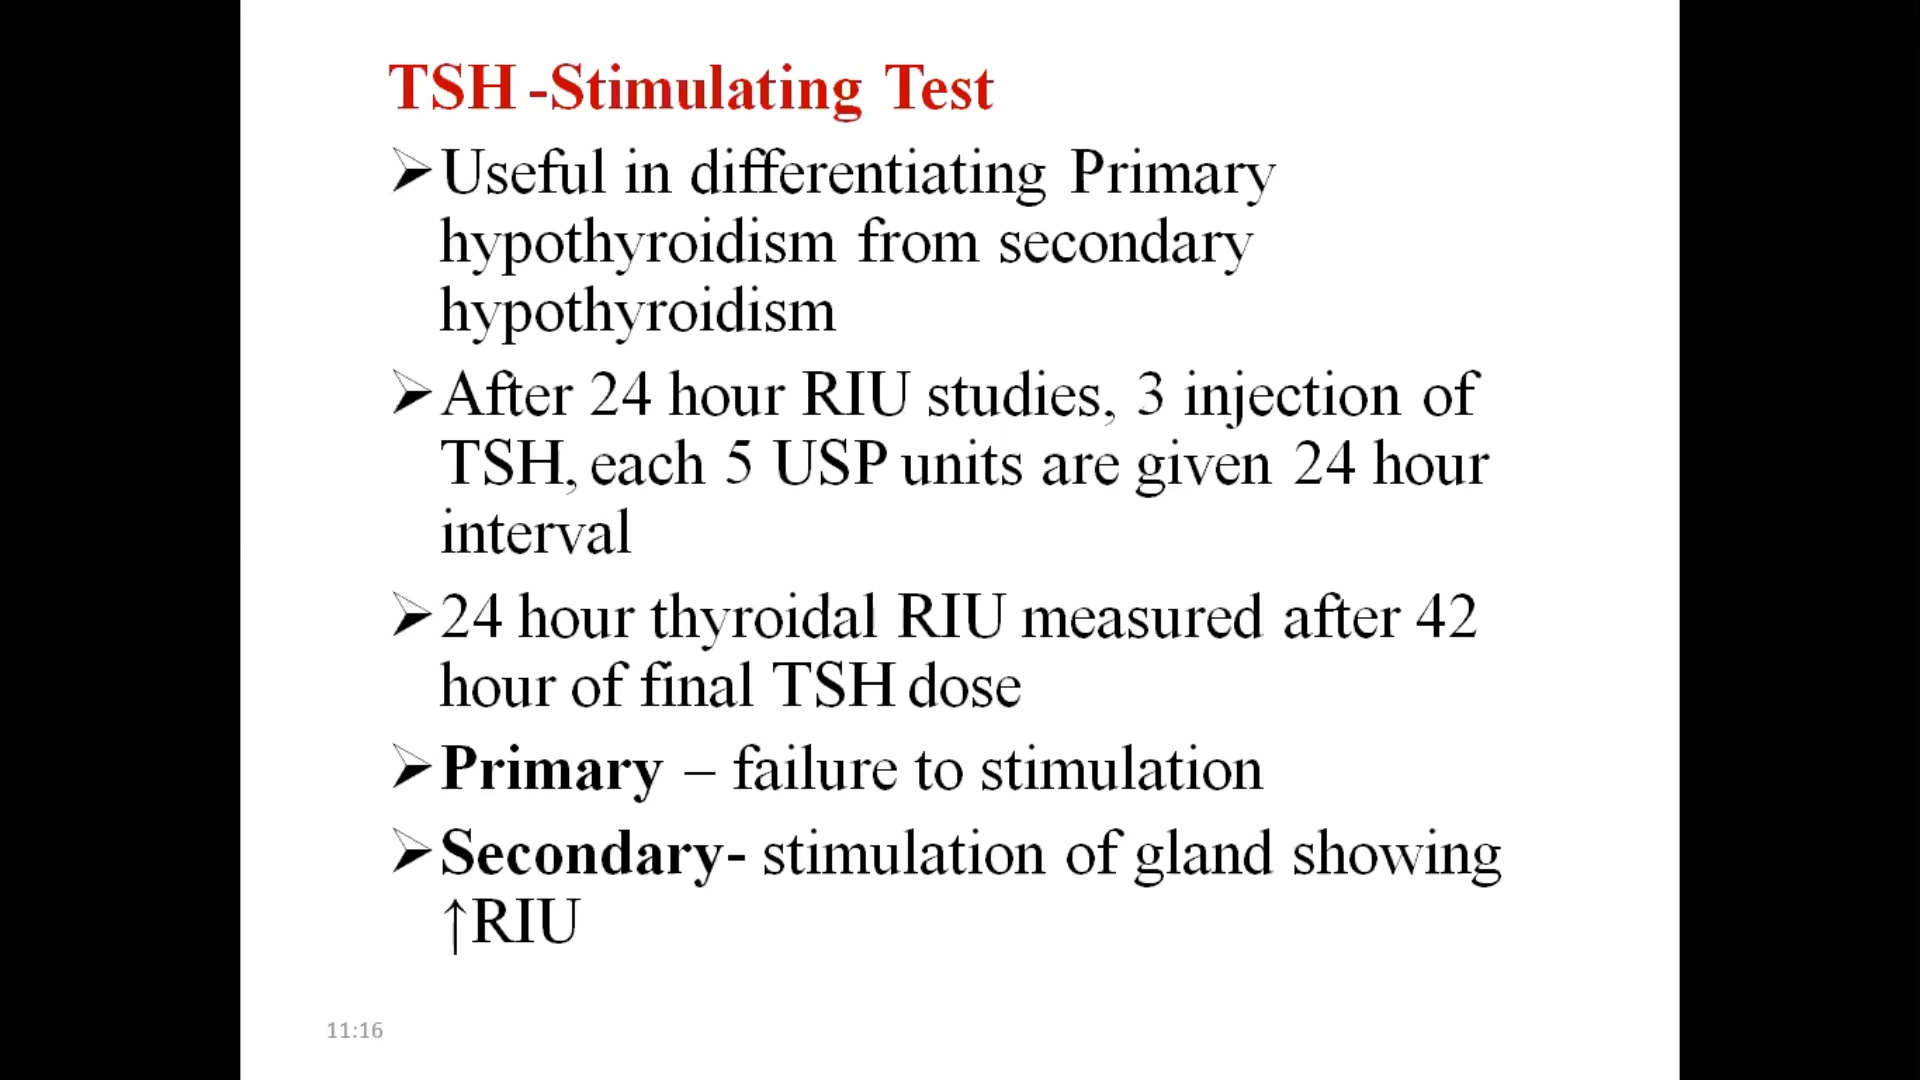 TSH -Stimulating Test
➢Useful in differentiating Primary
hypothyroidism from secondary
hypothyroidism
➢After 24 hour RIU studies, 3 injection of
TSH, each 5 USP units are given 24 hour
interval
➢24 hour thyroidal RIU measured after 42
hour of final TSH dose
➢Primary – failure to stimulation
➢Secondary- stimulation of gland showing
↑RIU
11:16